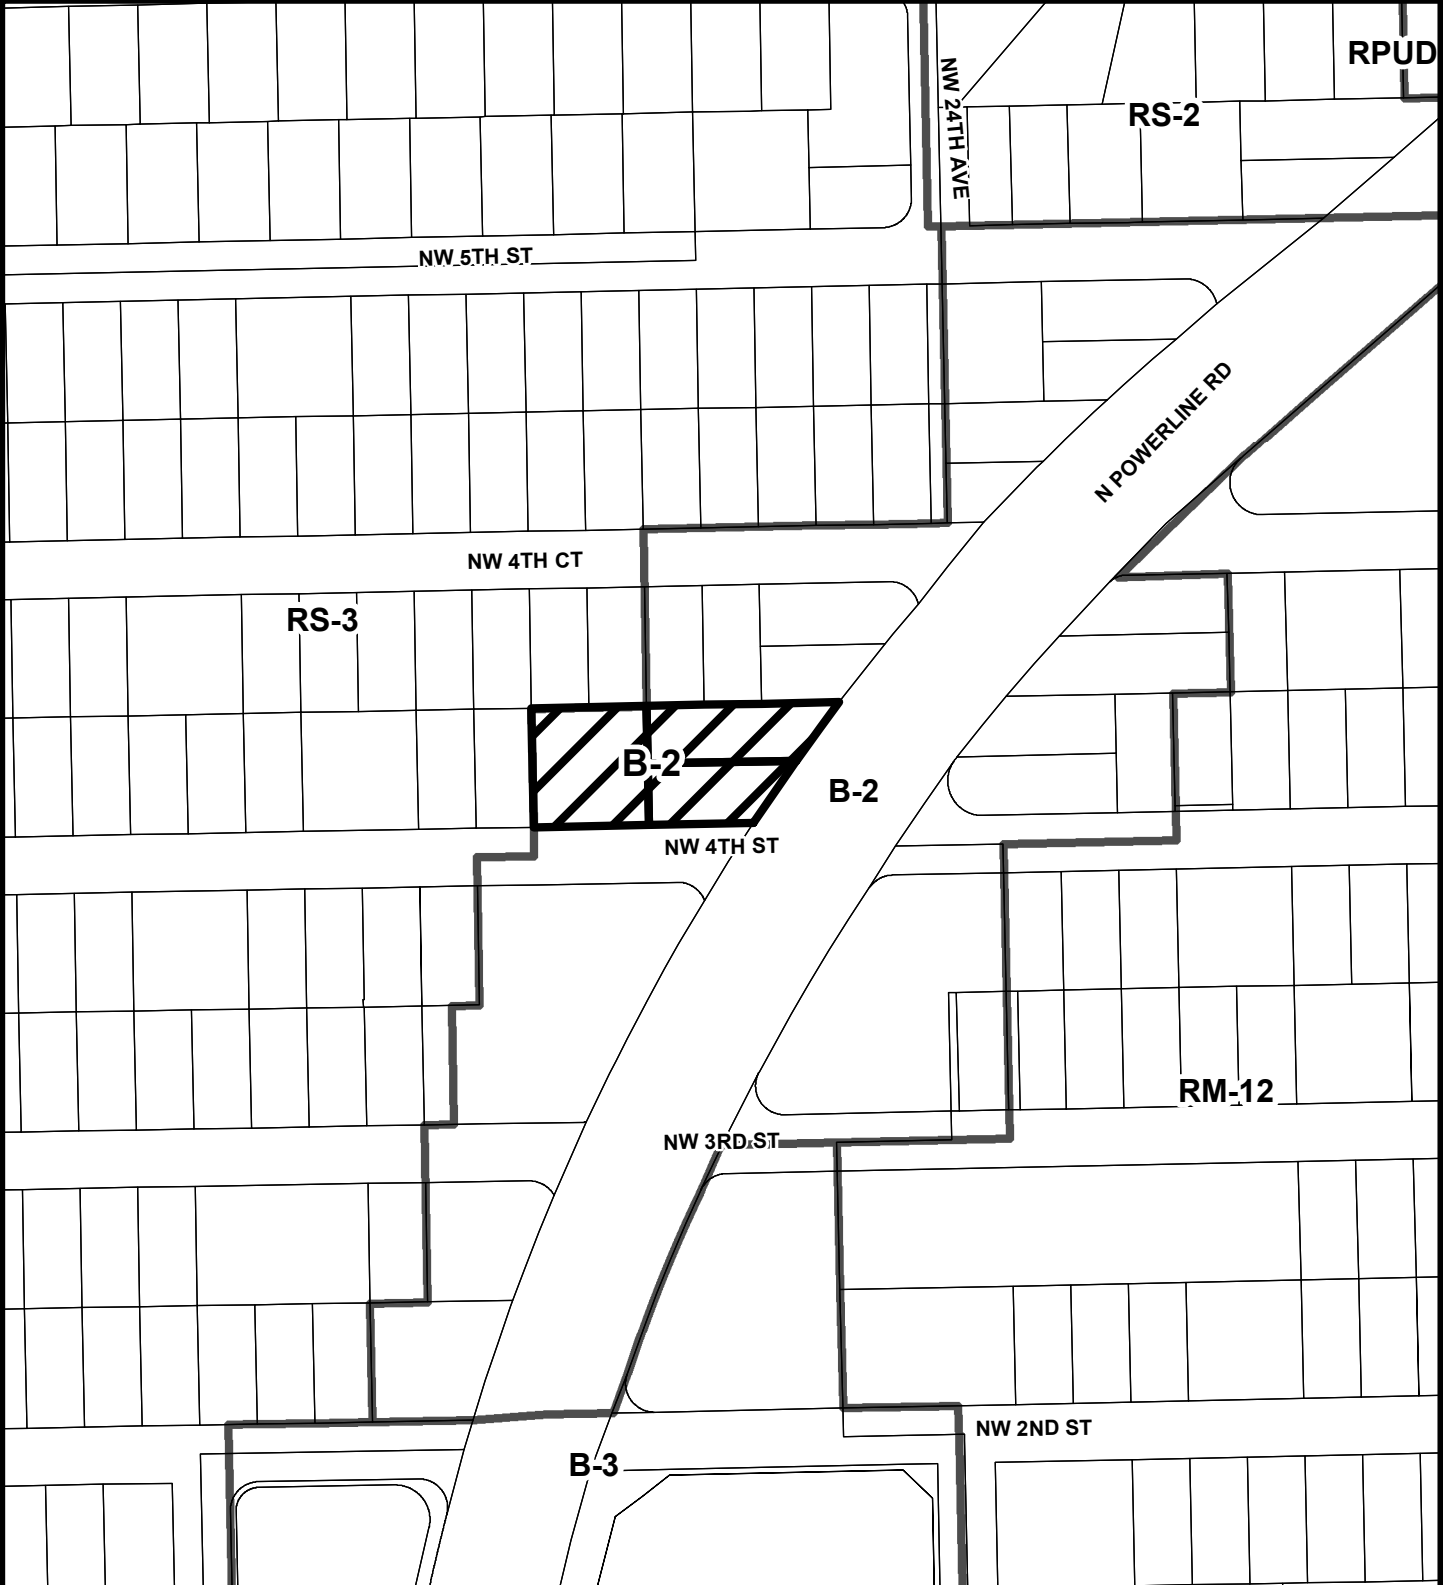 RPUD
NW 24TH AVE
RS-2
NW 5TH ST
N POWERLINE RD
NW 4TH CT
RS-3
B-2
B-2
NW 4TH ST
RM-12
NW 3RD ST
NW 2ND ST
B-3